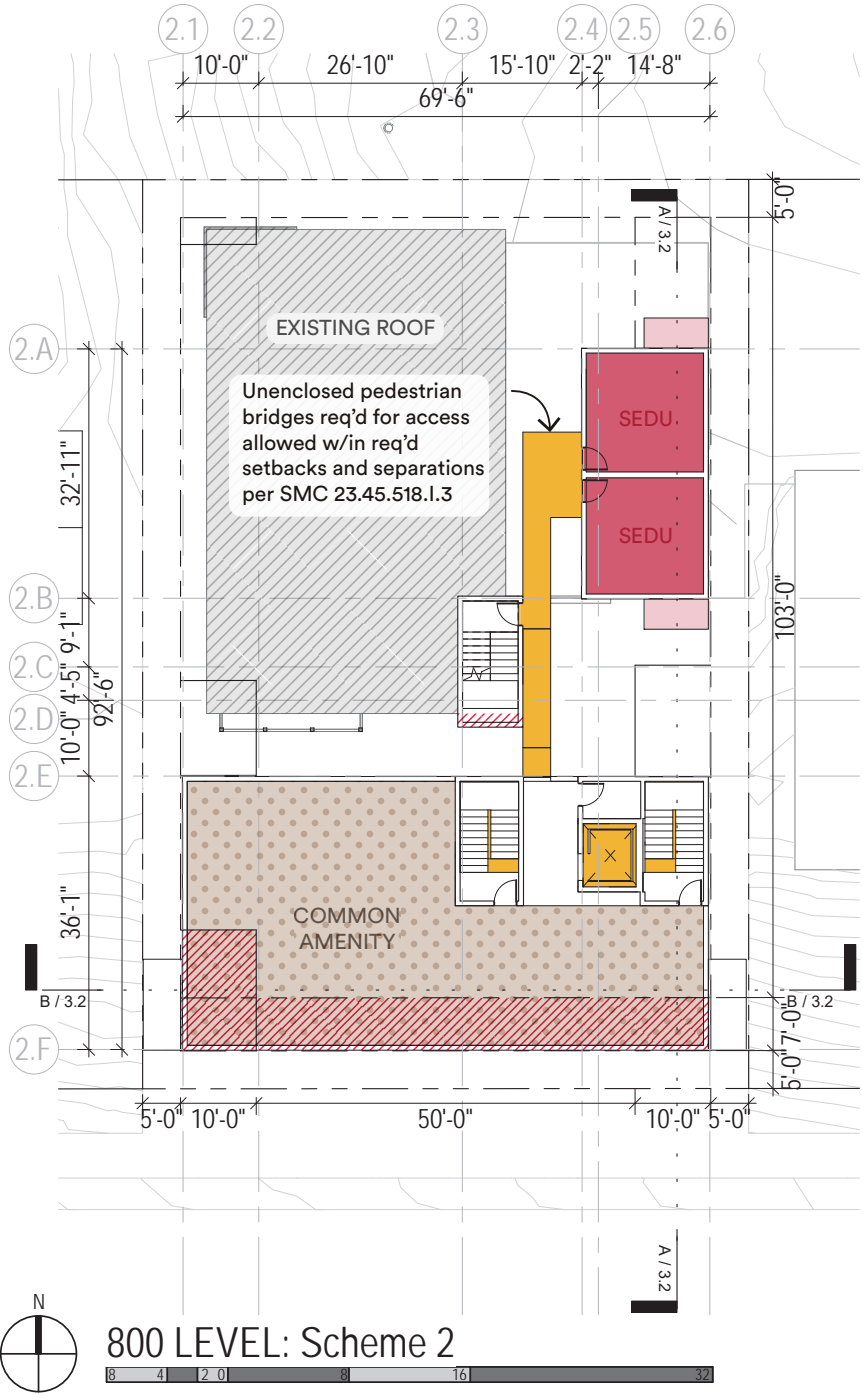 2.1 2.2 2.3 2.4 2.5 2.6
10'-0" 26'-10" 15'-10" 2'-2" 14'-8"
69'-6"
5'-0"
A / 3.2
EXISTING ROOF
2.A
Unenclosed pedestrian
bridges req'd for access
allowed w/in req'd
setbacks and separations
per SMC 23.45.518.I.3
SEDU
SEDU
32'-11"
2.B
103'-0"
9'-1"
2.C
4'-5"
92'-6"
2.D
10'-0"
2.E
X
36'-1"
COMMON
AMENITY
B / 3.2 B / 3.2
7'-0"
2.F
5'-0"
5'-0" 10'-0" 50'-0" 10'-0" 5'-0"
A / 3.2
N
800 LEVEL: Scheme 2
8 4 2 0 8 16 32